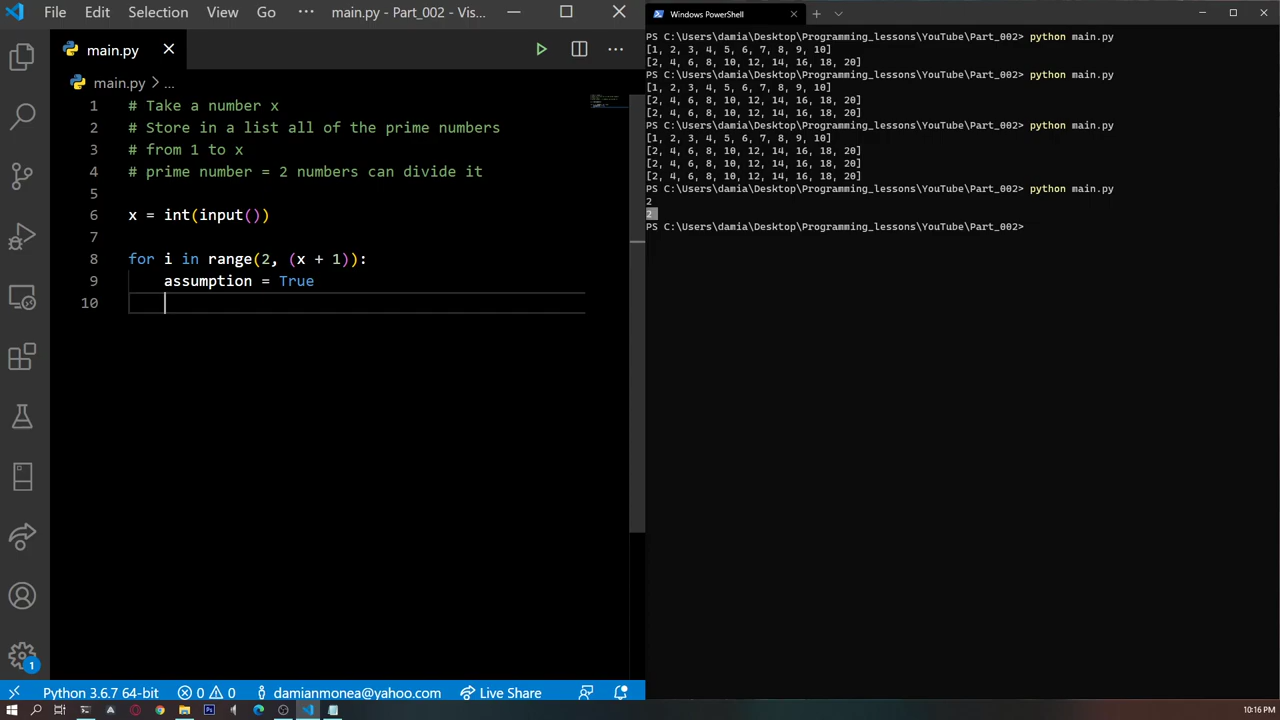 File Edit Selection View Go ··· main.py - Part_002 - Vis...
main.py
main.py > ...
1 # Take a number x
2 # Store in a list all of the prime numbers
3 # from 1 to x
4 # prime number = 2 numbers can divide it
5
6 x = int(input())
7
8 for i in range(2, (x + 1)):
9 assumption = True
10
1
Python 3.6.7 64-bit 0 0 damianmonea@yahoo.com Live Share
Windows PowerShell
PS C:\Users\damia\Desktop\Programming_lessons\YouTube\Part_002> python main.py
[1, 2, 3, 4, 5, 6, 7, 8, 9, 10]
[2, 4, 6, 8, 10, 12, 14, 16, 18, 20]
PS C:\Users\damia\Desktop\Programming_lessons\YouTube\Part_002> python main.py
[1, 2, 3, 4, 5, 6, 7, 8, 9, 10]
[2, 4, 6, 8, 10, 12, 14, 16, 18, 20]
[2, 4, 6, 8, 10, 12, 14, 16, 18, 20]
PS C:\Users\damia\Desktop\Programming_lessons\YouTube\Part_002> python main.py
[1, 2, 3, 4, 5, 6, 7, 8, 9, 10]
[2, 4, 6, 8, 10, 12, 14, 16, 18, 20]
[2, 4, 6, 8, 10, 12, 14, 16, 18, 20]
[2, 4, 6, 8, 10, 12, 14, 16, 18, 20]
PS C:\Users\damia\Desktop\Programming_lessons\YouTube\Part_002> python main.py
2
2
PS C:\Users\damia\Desktop\Programming_lessons\YouTube\Part_002>
10:16 PM